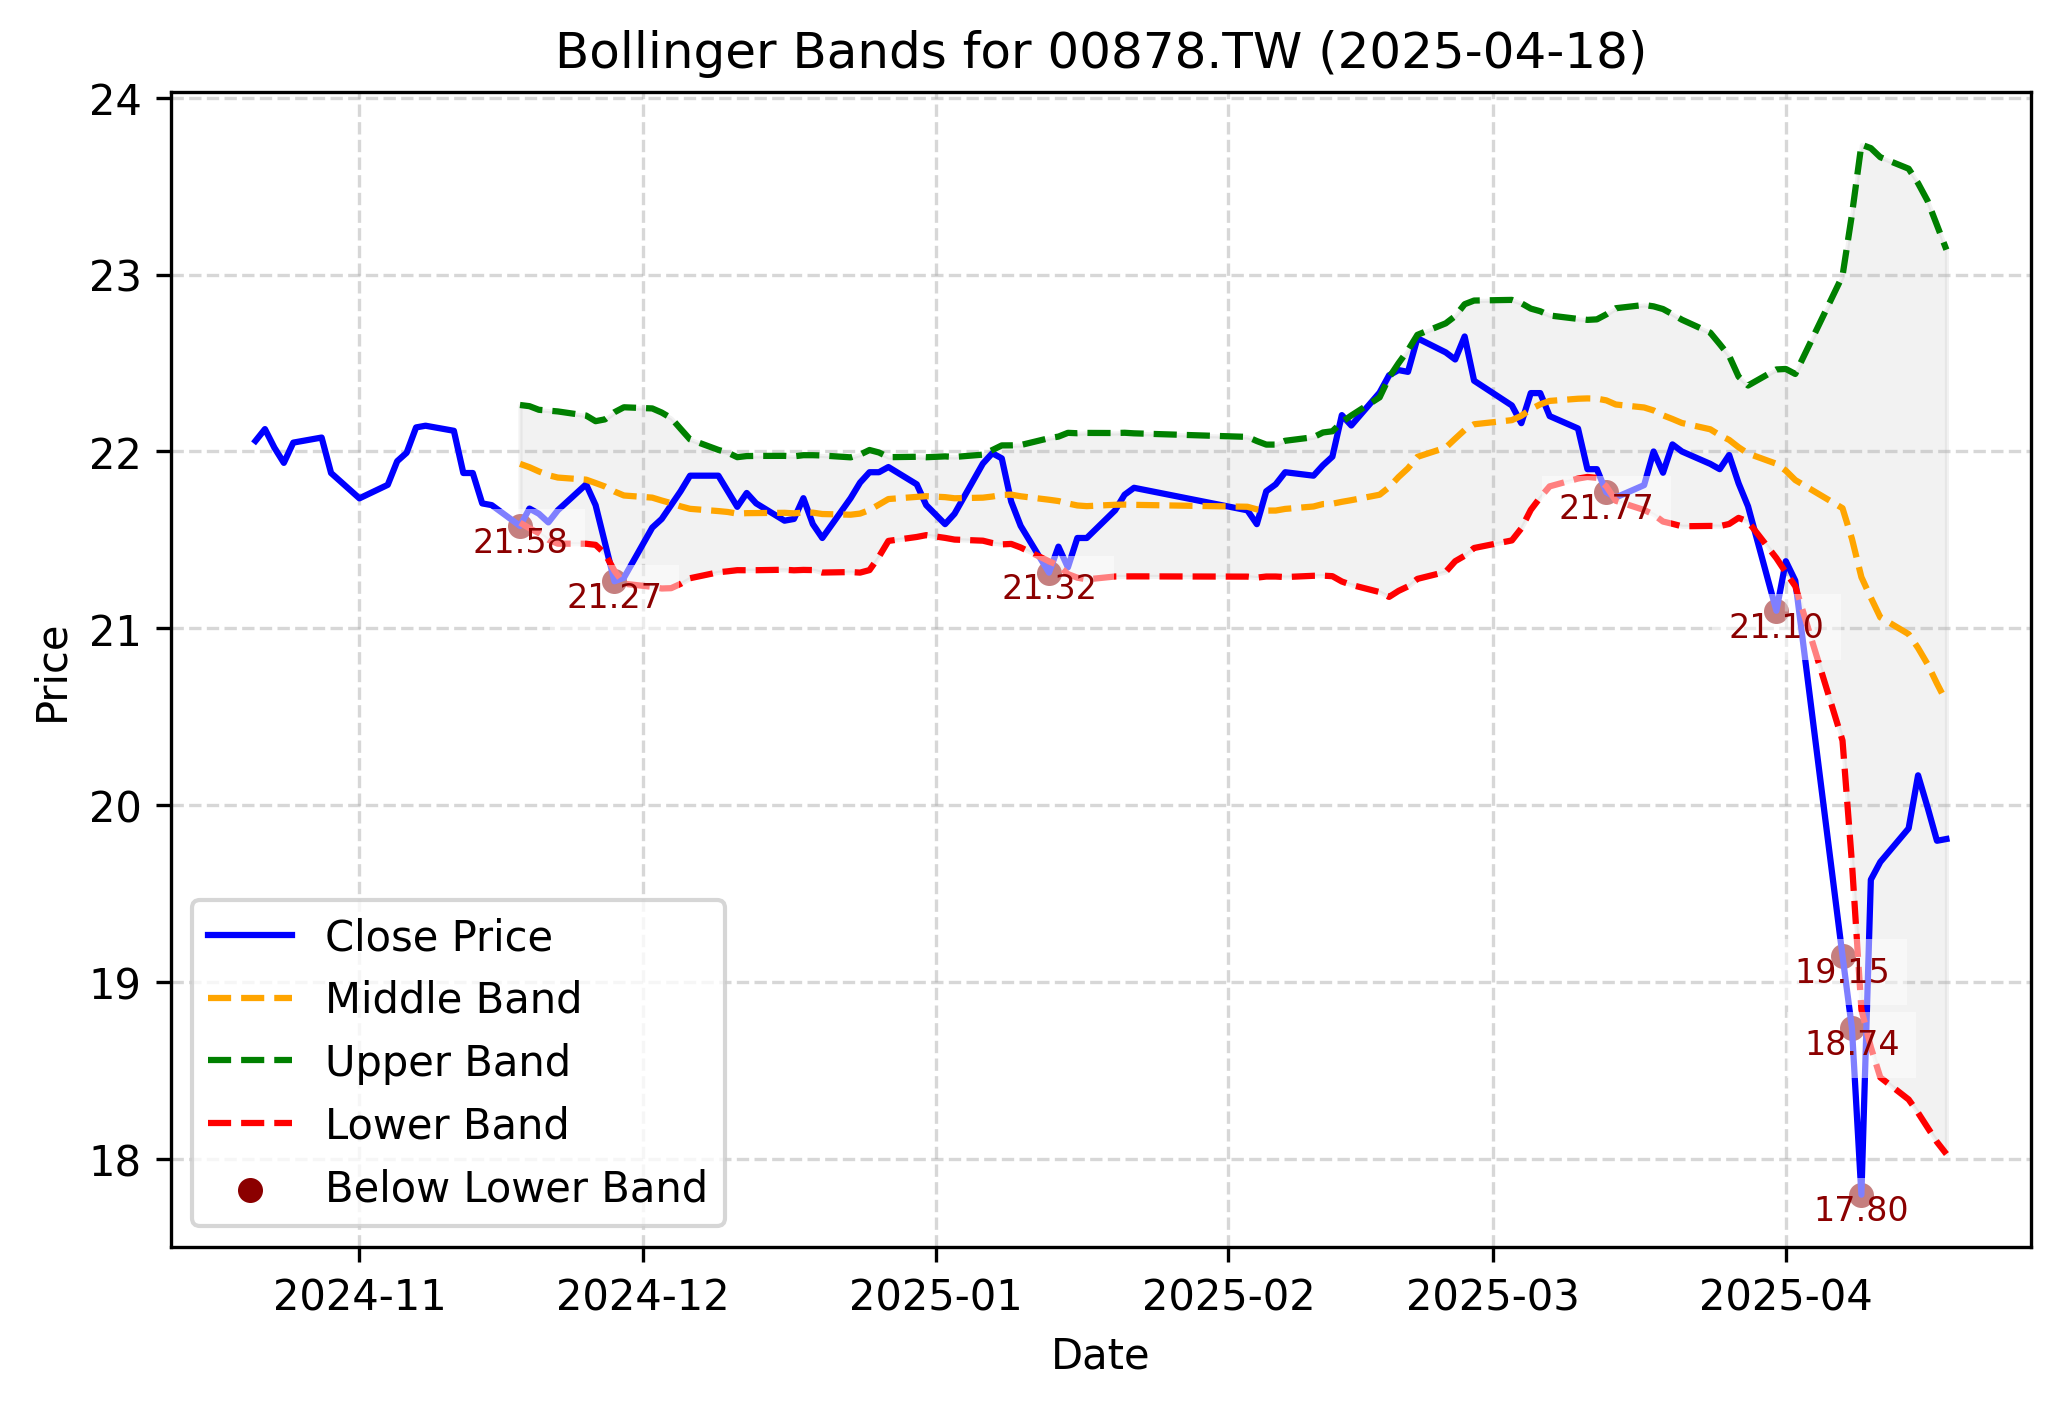 Bollinger Bands for 00878.TW (2025-04-18)
24
23
22
21
20
19
18
Price
21.58
21.27
21.32
21.77
21.10
19.15
18.74
17.80
Close Price
Middle Band
Upper Band
Lower Band
Below Lower Band
2024-11
2024-12
2025-01
2025-02
2025-03
2025-04
Date